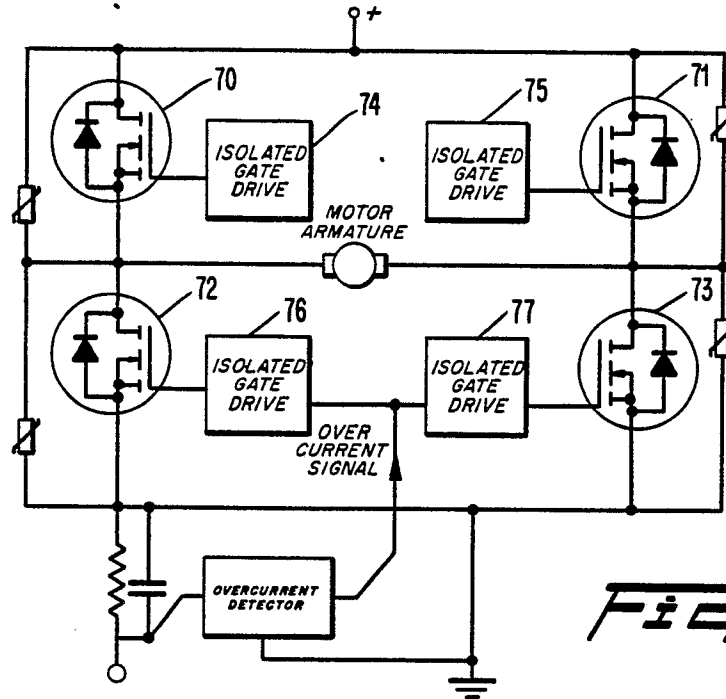 +
70
74
75
71
ISOLATED
GATE
DRIVE
ISOLATED
GATE
DRIVE
MOTOR
ARMATURE
72
76
77
73
ISOLATED
GATE
DRIVE
ISOLATED
GATE
DRIVE
OVER
CURRENT
SIGNAL
OVERCURRENT
DETECTOR